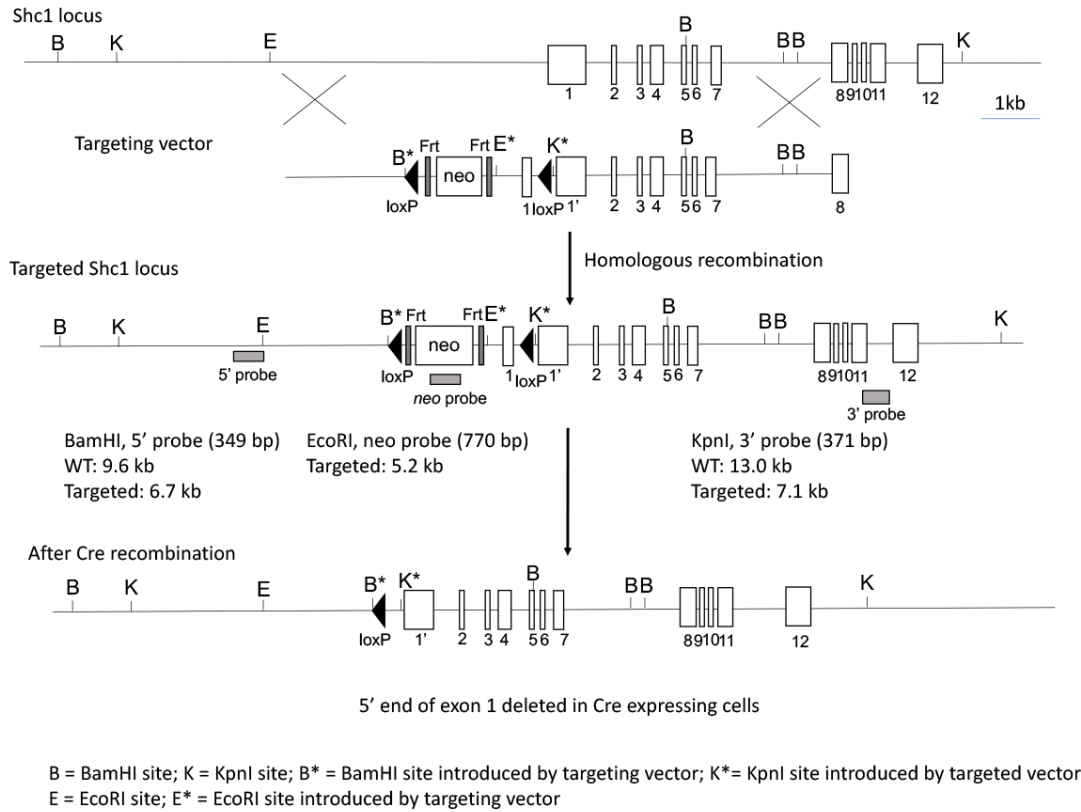 Shc1 locus
B K E B BB K
1 2 3 4 5 6 7 8 9 10 11 12
1kb
Targeting vector
B* Frt neo Frt E* K* B BB
loxP 1 loxP 1' 2 3 4 5 6 7 8
Homologous recombination
Targeted Shc1 locus
B K E B* Frt neo Frt E* K* B BB K
loxP 1 loxP 1' 2 3 4 5 6 7 8 9 10 11 12
5' probe
neo probe
3' probe
BamHI, 5' probe (349 bp)
WT: 9.6 kb
Targeted: 6.7 kb
EcoRI, neo probe (770 bp)
Targeted: 5.2 kb
KpnI, 3' probe (371 bp)
WT: 13.0 kb
Targeted: 7.1 kb
After Cre recombination
B K E B* K* B BB K
loxP 1' 2 3 4 5 6 7 8 9 10 11 12
5' end of exon 1 deleted in Cre expressing cells
B = BamHI site; K = KpnI site; B* = BamHI site introduced by targeting vector; K*= KpnI site introduced by targeted vector
E = EcoRI site; E* = EcoRI site introduced by targeting vector